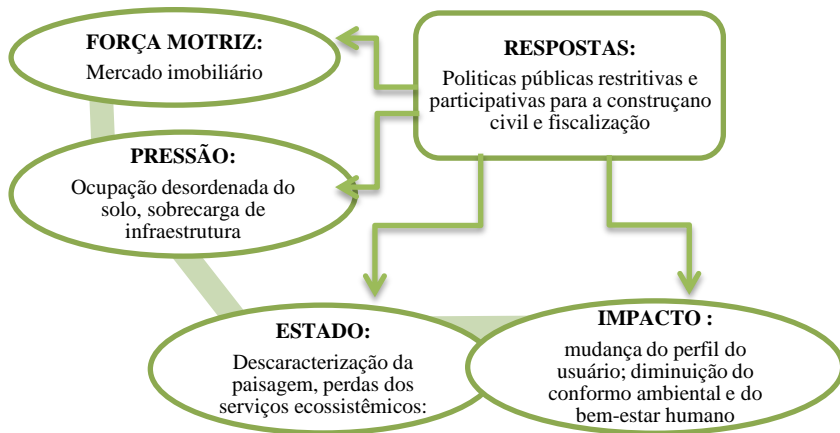 FORÇA MOTRIZ:
Mercado imobiliário
RESPOSTAS:
Politicas públicas restritivas e
participativas para a construçano
civil e fiscalização
PRESSÃO:
Ocupação desordenada do
solo, sobrecarga de
infraestrutura
ESTADO:
Descaracterização da
paisagem, perdas dos
serviços ecossistêmicos:
IMPACTO :
mudança do perfil do
usuário; diminuição do
conformo ambiental e do
bem-estar humano